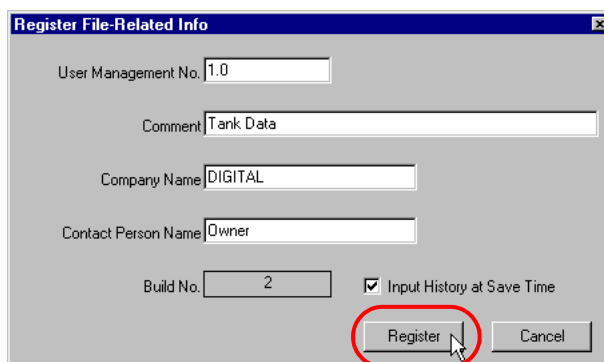 Register File-Related Info
User Management No. 1.0
Comment Tank Data
Company Name DIGITAL
Contact Person Name Owner
Build No. 2 Input History at Save Time
Register Cancel